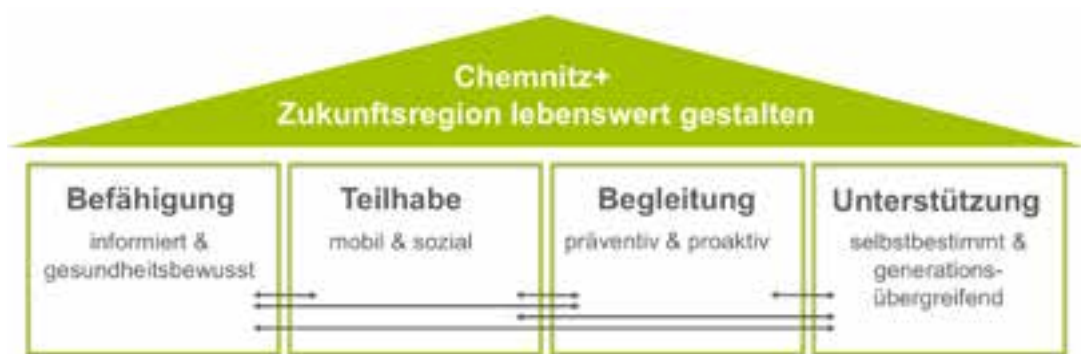 Chemnitz+
Zukunftsregion lebenswert gestalten
Befähigung
informiert &
gesundheitsbewusst
Teilhabe
mobil & sozial
Begleitung
präventiv & proaktiv
Unterstützung
selbstbestimmt &
generations-
übergreifend